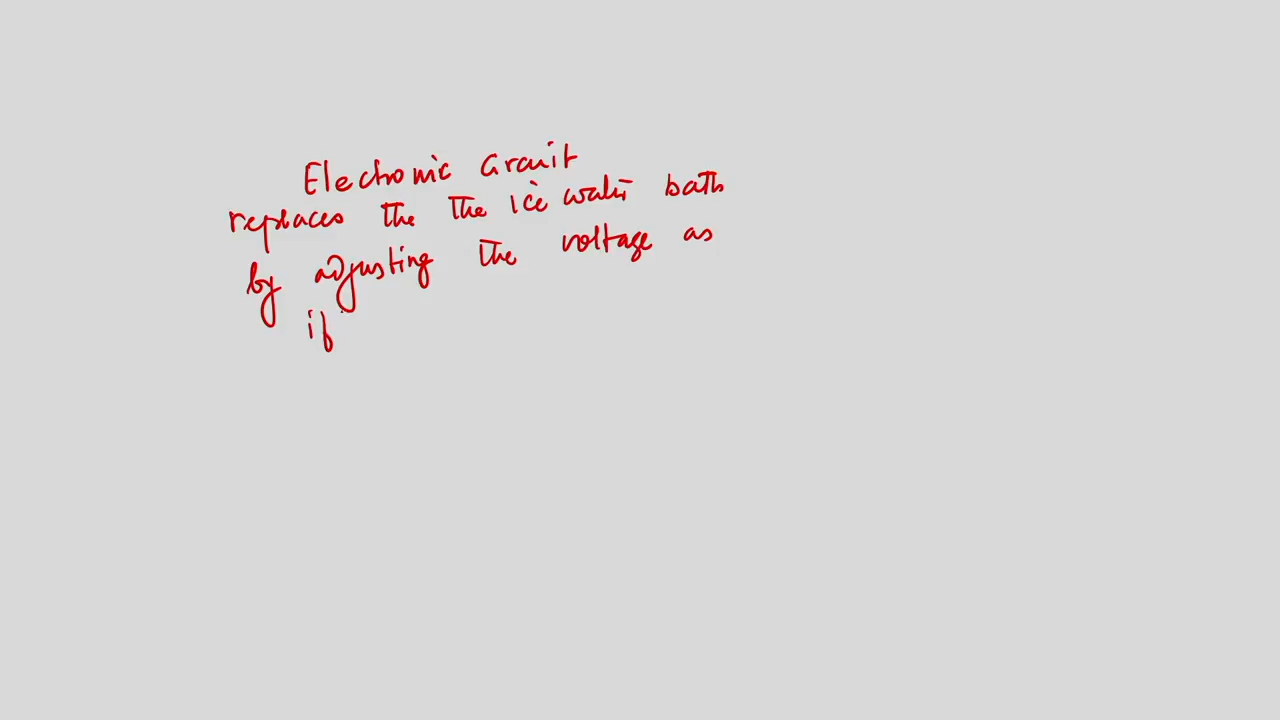 Electronic circuit
replaces the the ice water bath
by adjusting the voltage as
if